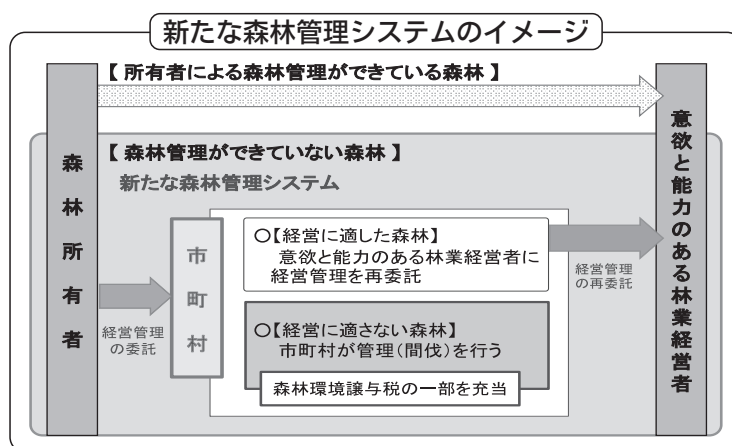 新たな森林管理システムのイメージ
【 所有者による森林管理ができている森林 】
森林所有者
【 森林管理ができていない森林 】
新たな森林管理システム
経営管理
の委託
市町村
○【経営に適した森林】
意欲と能力のある林業経営者に
経営管理を再委託
○【経営に適さない森林】
市町村が管理(間伐)を行う
森林環境譲与税の一部を充当
経営管理
の再委託
意欲と能力のある林業経営者